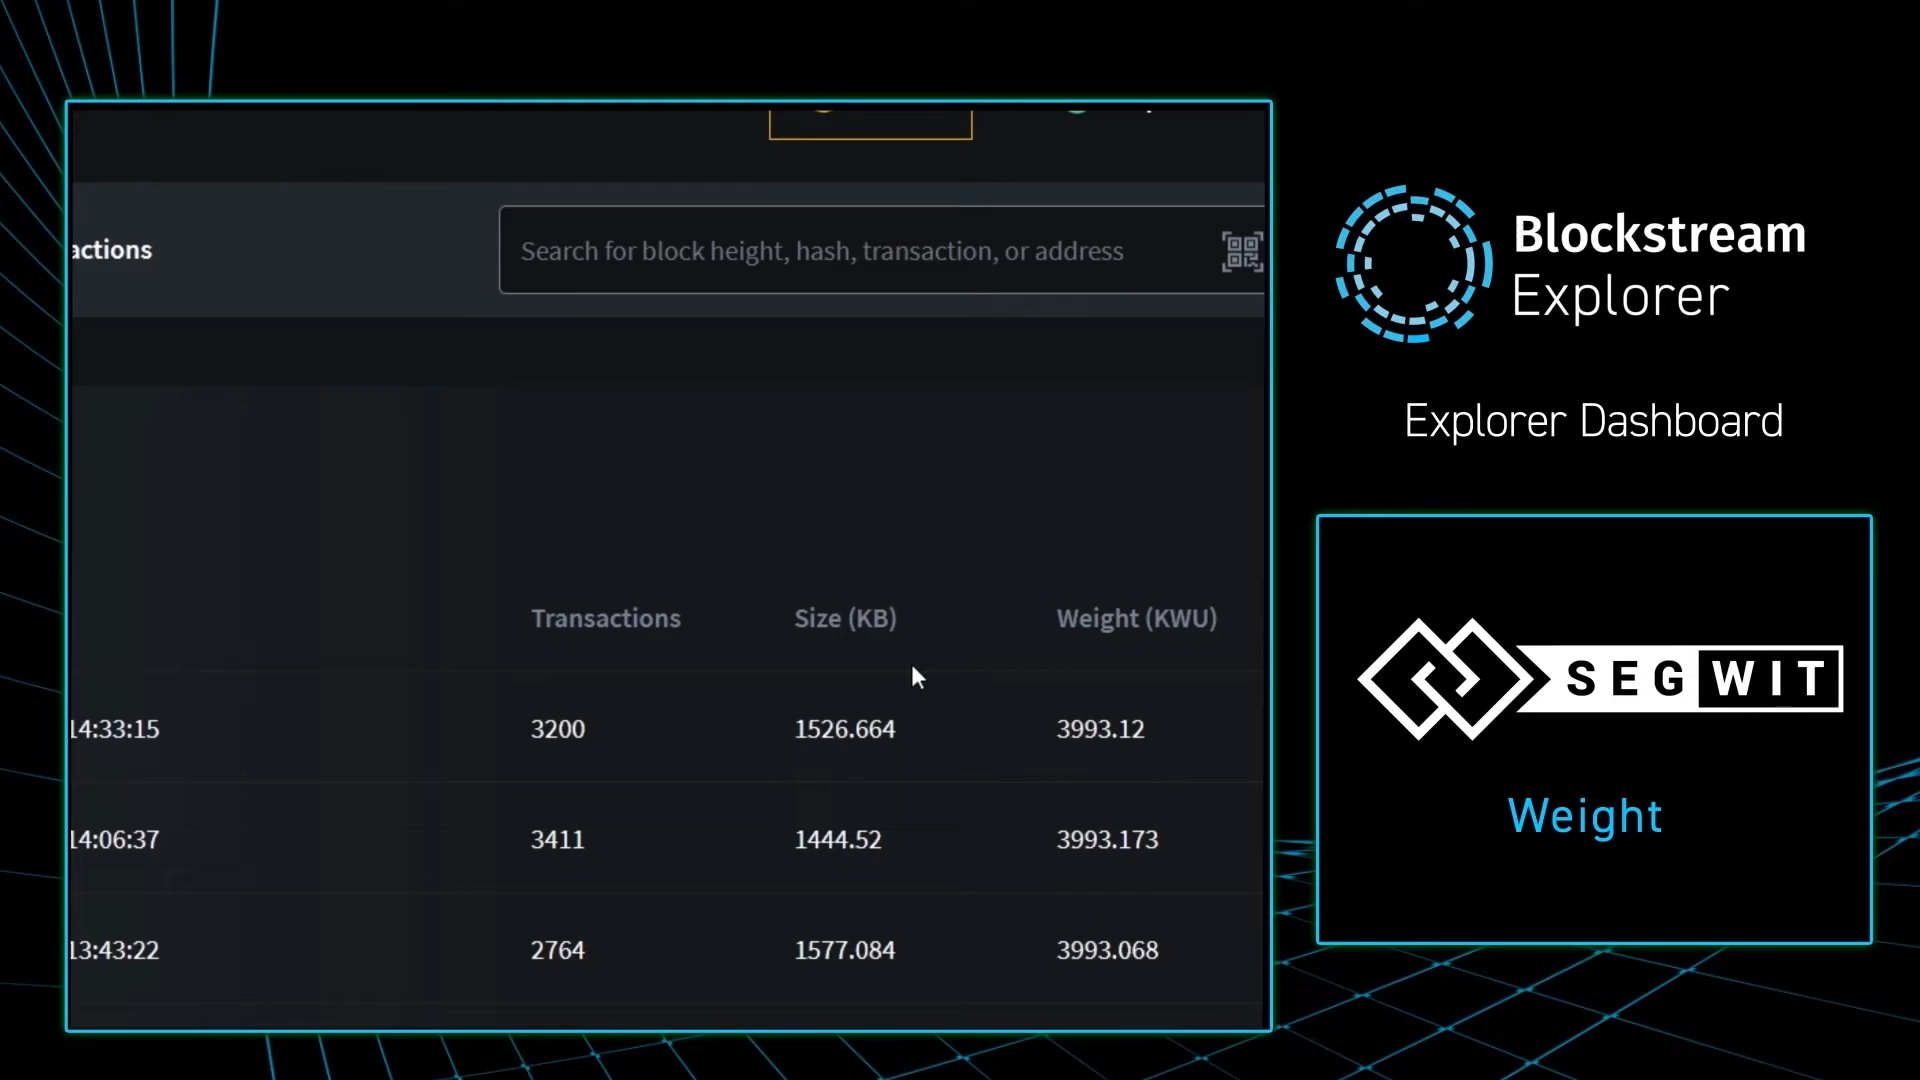 actions
Search for block height, hash, transaction, or address
Transactions Size (KB) Weight (KWU)
14:33:15 3200 1526.664 3993.12
14:06:37 3411 1444.52 3993.173
13:43:22 2764 1577.084 3993.068
Blockstream
Explorer
Explorer Dashboard
SEGWIT
Weight